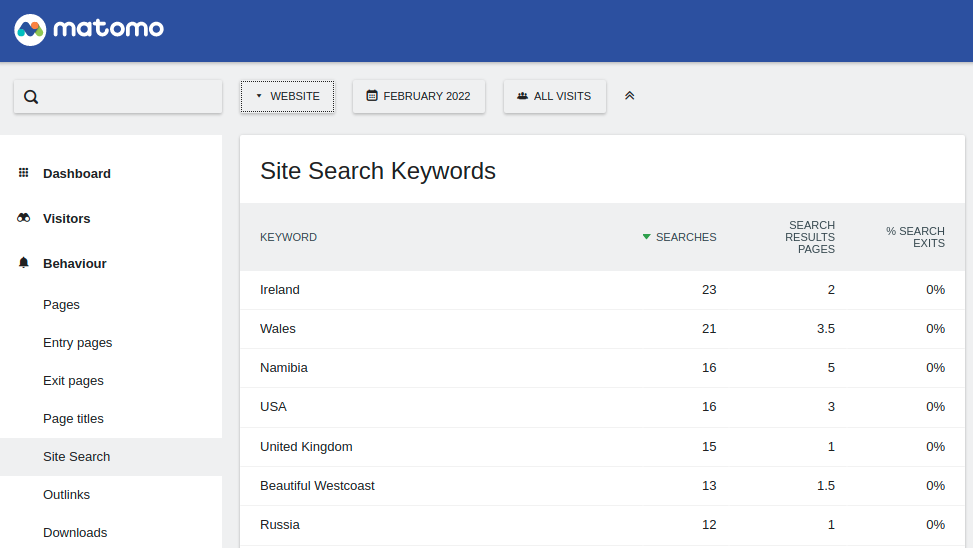 matomo
WEBSITE
FEBRUARY 2022
ALL VISITS
Dashboard
Visitors
Behaviour
Pages
Entry pages
Exit pages
Page titles
Site Search
Outlinks
Downloads
Site Search Keywords
KEYWORD SEARCHES SEARCH RESULTS PAGES % SEARCH EXITS
Ireland 23 2 0%
Wales 21 3.5 0%
Namibia 16 5 0%
USA 16 3 0%
United Kingdom 15 1 0%
Beautiful Westcoast 13 1.5 0%
Russia 12 1 0%